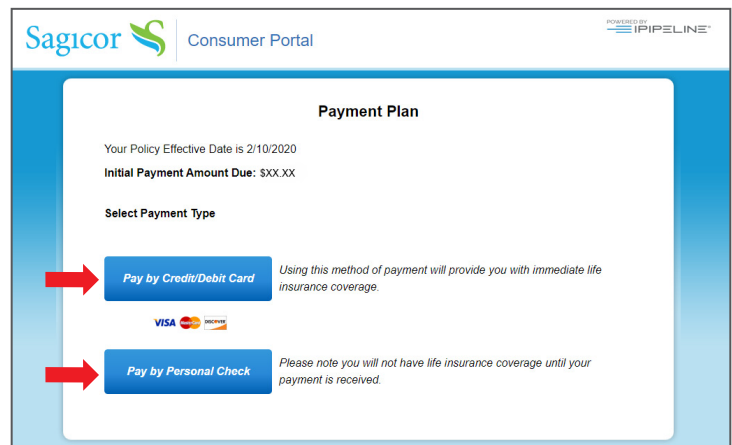 Sagicor
Consumer Portal
POWERED BY
IPIPELINE®
Payment Plan
Your Policy Effective Date is 2/10/2020
Initial Payment Amount Due: $XX.XX
Select Payment Type
Pay by Credit/Debit Card
Using this method of payment will provide you with immediate life
insurance coverage.
VISA MasterCard DISCOVER
Pay by Personal Check
Please note you will not have life insurance coverage until your
payment is received.